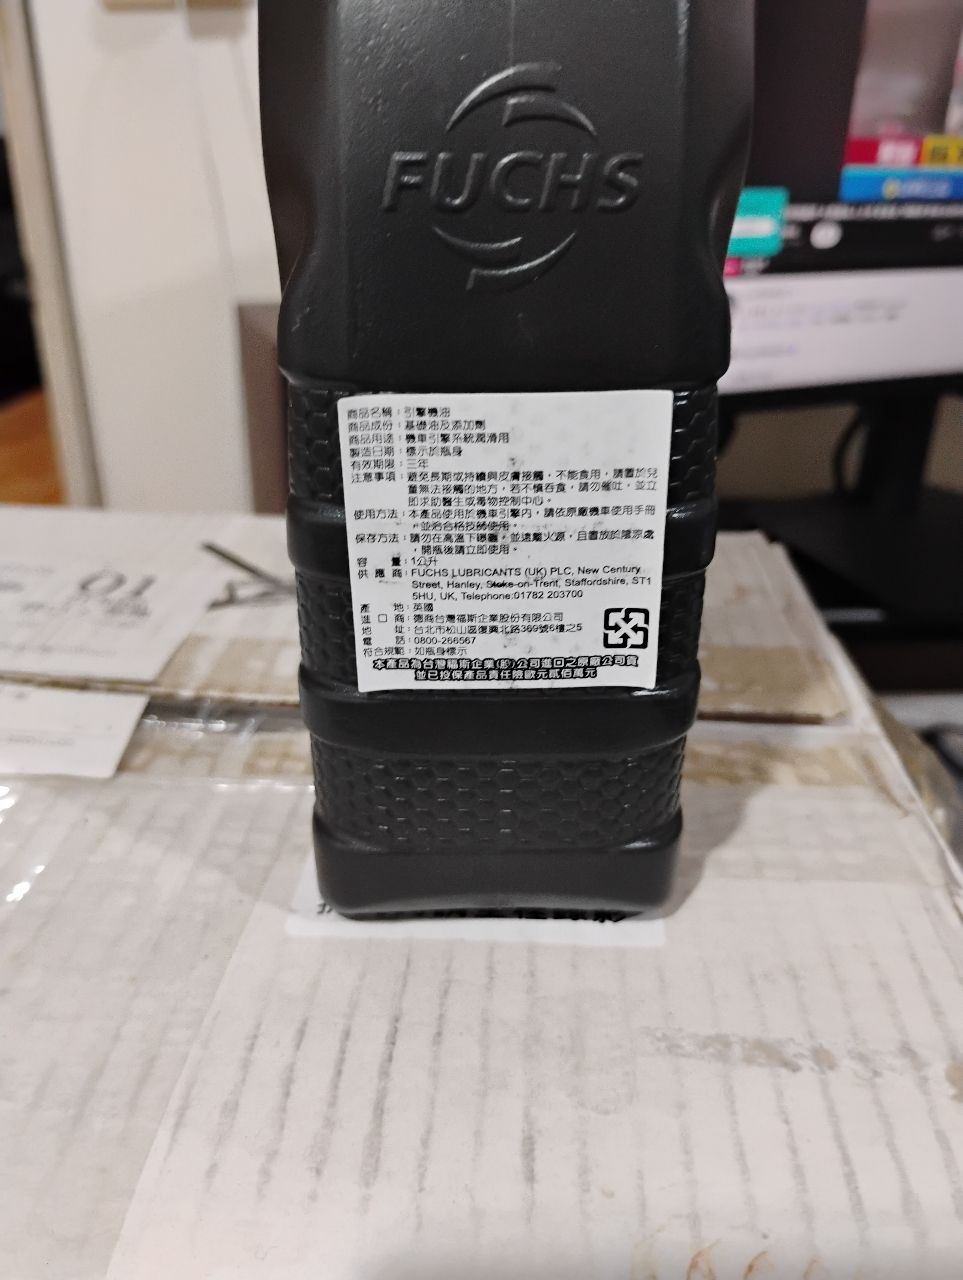 FUCHS
商品名稱：引擎機油
商品成份：基礎油及添加劑
商品用途：機車引擎系統潤滑用
製造日期：標示於瓶身
有效期限：三年
注意事項：避免長期或持續與皮膚接觸，不能食用，請置於兒
童無法接觸的地方，若不慎吞食，請勿催吐，並立
即求助醫生或毒物控制中心。
使用方法：本產品使用於機車引擎內，請依原廠機車使用手冊
，並洽合格技師使用。
保存方法：請勿在高溫下曝曬，並遠離火源，且置放於陰涼處
，開瓶後請立即使用。
容量：1公升
供應商：FUCHS LUBRICANTS (UK) PLC, New Century
Street, Hanley, Stoke-on-Trent, Staffordshire, ST1
5HU, UK, Telephone:01782 203700
產地：英國
進口商：德商台灣福斯企業股份有限公司
地址：台北市松山區復興北路369號6樓之5
電話：0800-266567
符合規範：如瓶身標示
本產品為台灣福斯企業(股)公司進口之原廠公司貨
並已投保產品責任險歐元貳佰萬元
01